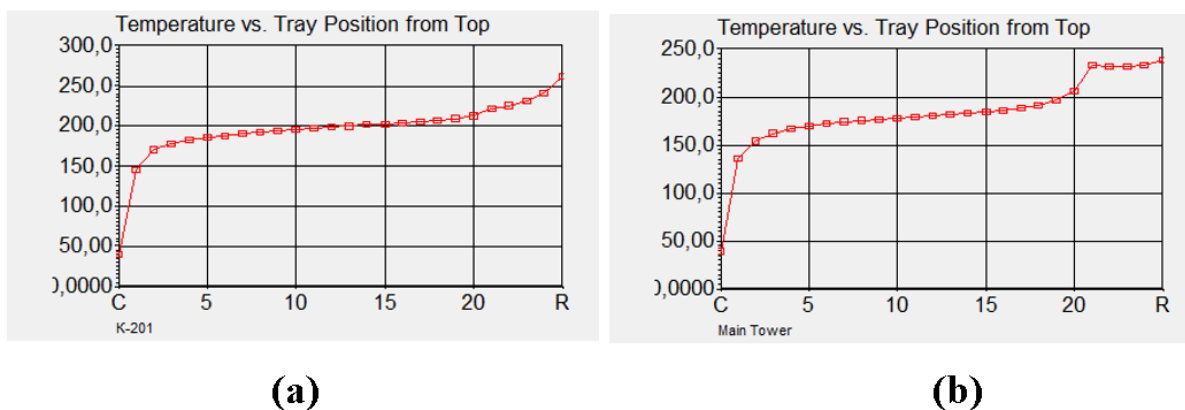 Temperature vs. Tray Position from Top
300,0
250,0
200,0
150,0
100,0
50,00
0,0000
C 5 10 15 20 R
K-201
(a)
Temperature vs. Tray Position from Top
250,0
200,0
150,0
100,0
50,00
0,0000
C 5 10 15 20 R
Main Tower
(b)